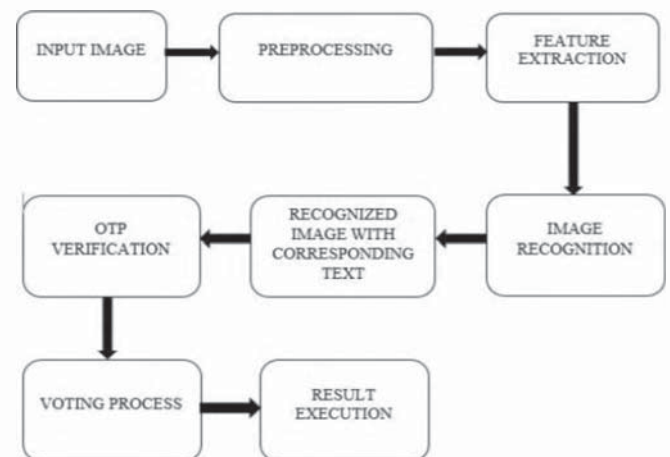 INPUT IMAGE
PREPROCESSING
FEATURE
EXTRACTION
IMAGE
RECOGNITION
RECOGNIZED
IMAGE WITH
CORRESPONDING
TEXT
OTP
VERIFICATION
VOTING PROCESS
RESULT
EXECUTION